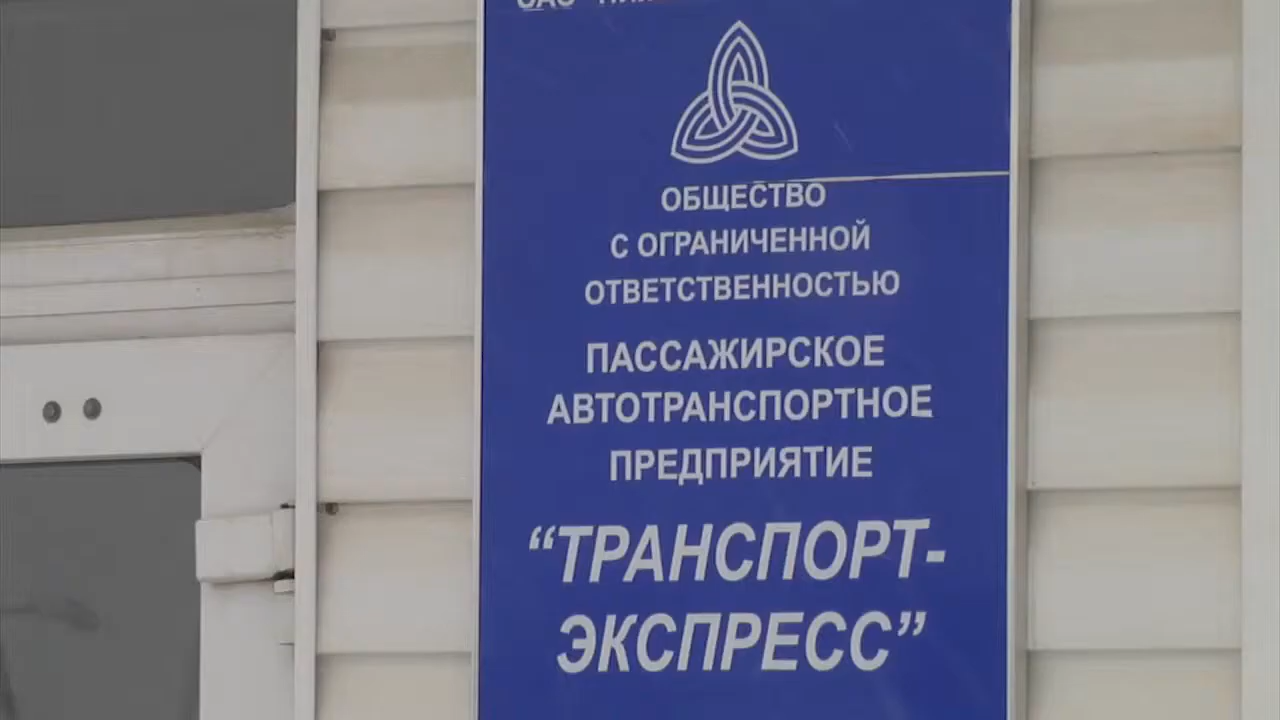 ОБЩЕСТВО
С ОГРАНИЧЕННОЙ
ОТВЕТСТВЕННОСТЬЮ
ПАССАЖИРСКОЕ
АВТОТРАНСПОРТНОЕ
ПРЕДПРИЯТИЕ
“ТРАНСПОРТ-
ЭКСПРЕСС”